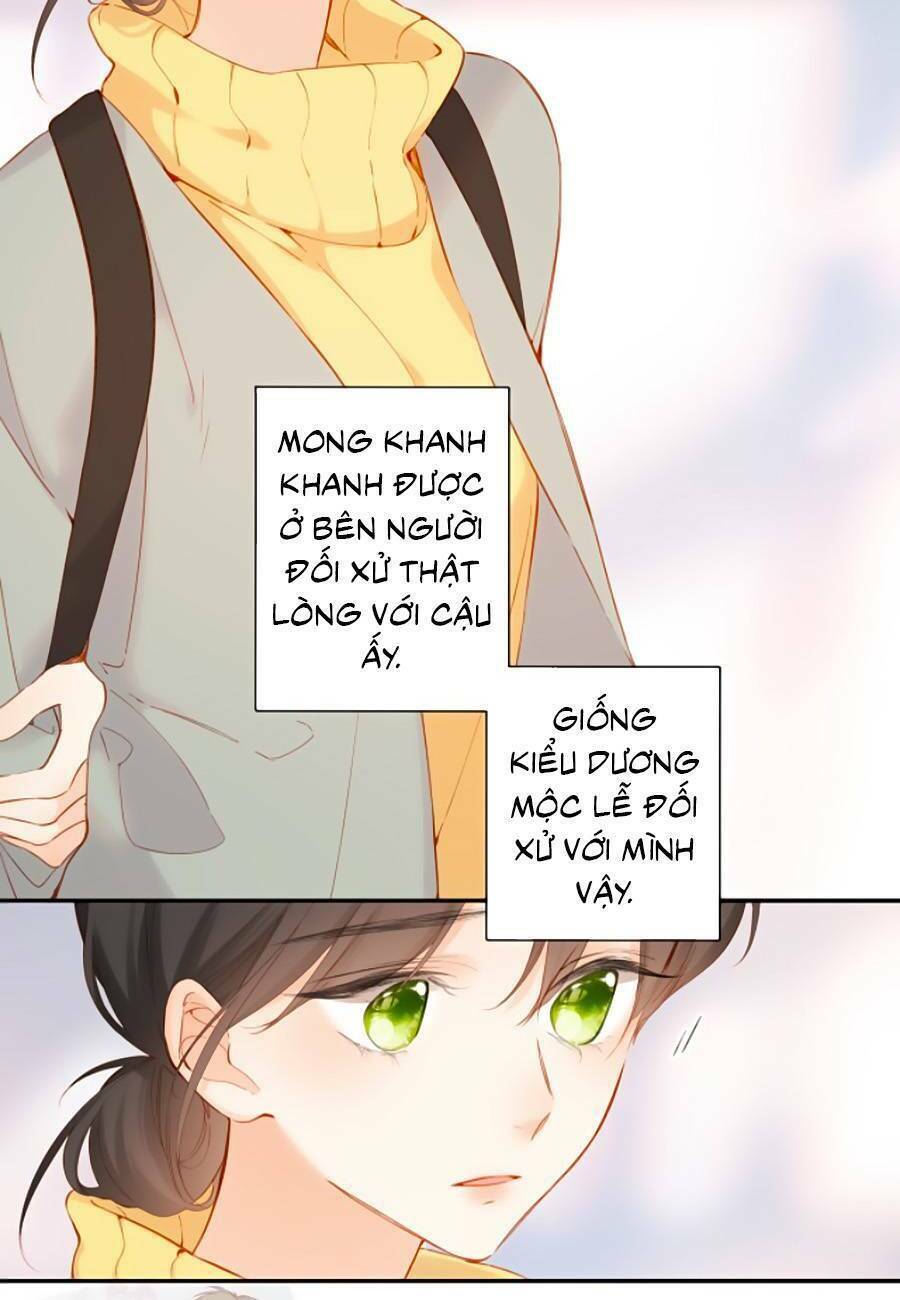 MONG KHANH
KHANH ĐƯỢC
Ở BÊN NGƯỜI
ĐỐI XỬ THẬT
LÒNG VỚI CẬU
ẤY.
GIỐNG
KIỂU DƯƠNG
MỘC LỄ ĐỐI
XỬ VỚI MÌNH
VẬY.